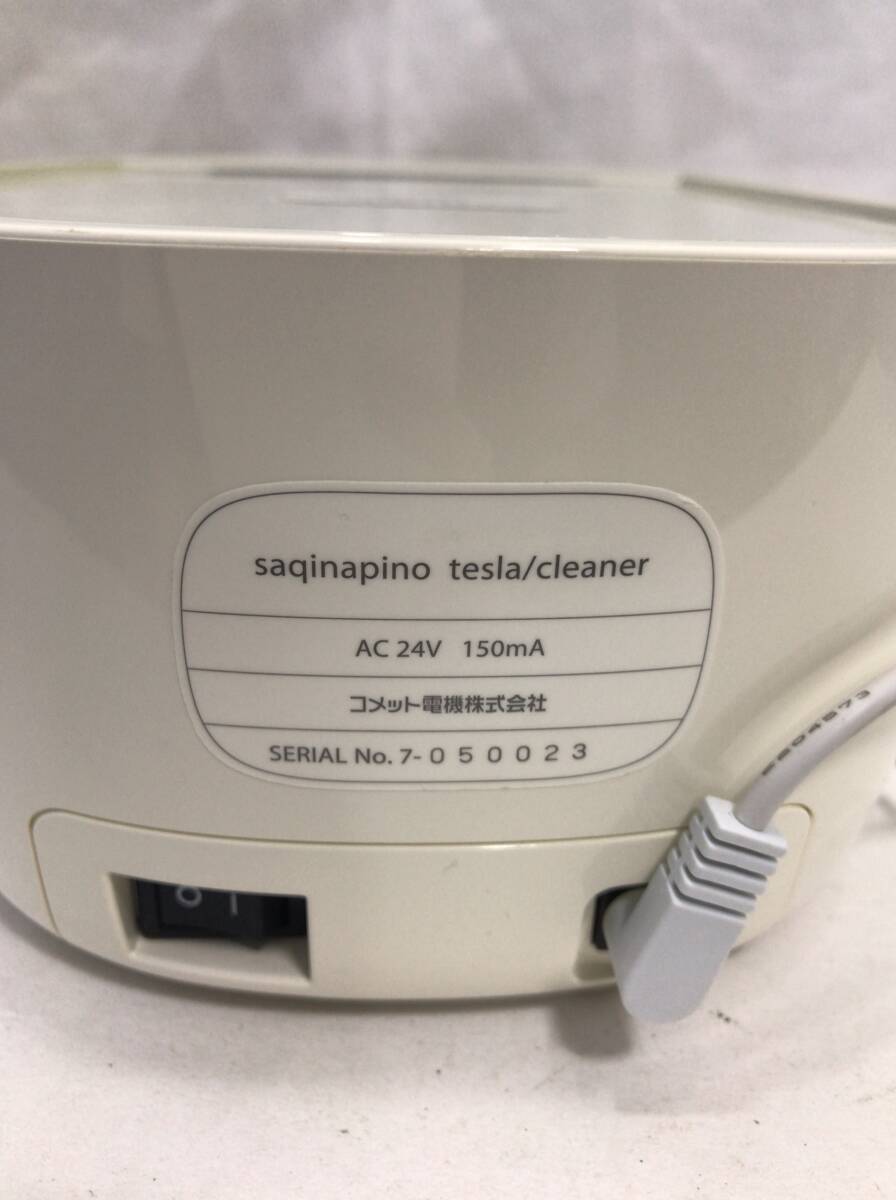 saqinapino tesla/cleaner
AC 24V 150mA
コメット電機株式会社
SERIAL No. 7-050023
O I